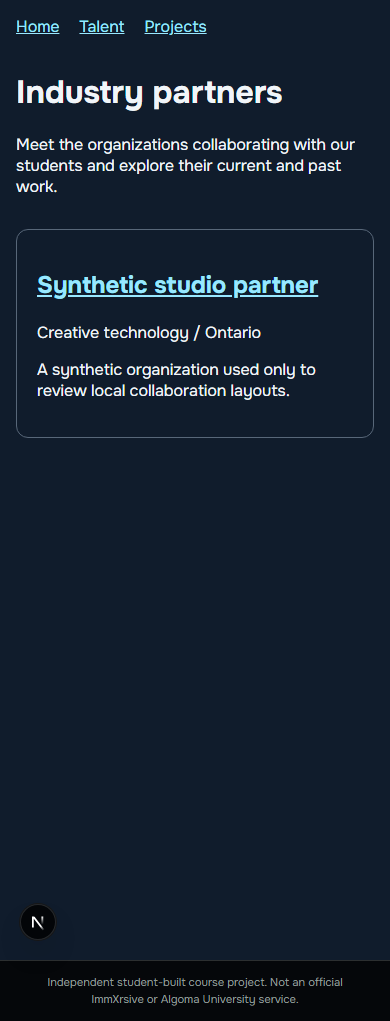 Home Talent Projects
Industry partners
Meet the organizations collaborating with our
students and explore their current and past
work.
Synthetic studio partner
Creative technology / Ontario
A synthetic organization used only to
review local collaboration layouts.
N
Independent student-built course project. Not an official
ImmXrsive or Algoma University service.